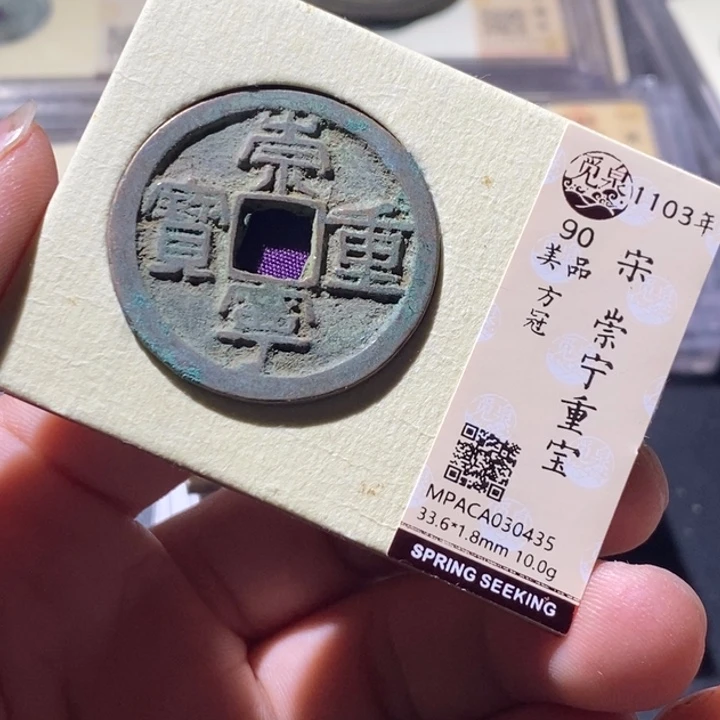 崇
寶 重
寧
觅泉
1103年
90
美品
方冠
宋
崇宁重宝
MPACA030435
33.6*1.8mm 10.0g
SPRING SEEKING